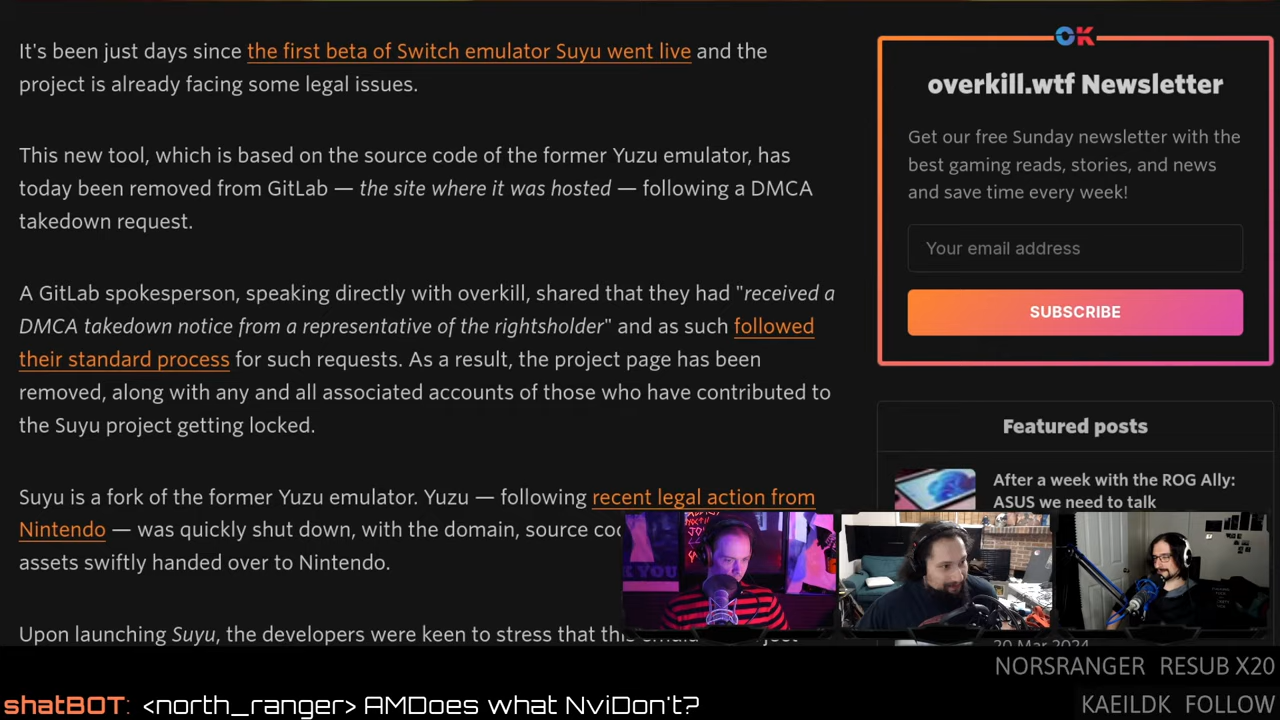 It's been just days since the first beta of Switch emulator Suyu went live and the
project is already facing some legal issues.
This new tool, which is based on the source code of the former Yuzu emulator, has
today been removed from GitLab — the site where it was hosted — following a DMCA
takedown request.
A GitLab spokesperson, speaking directly with overkill, shared that they had "received a
DMCA takedown notice from a representative of the rightsholder" and as such followed
their standard process for such requests. As a result, the project page has been
removed, along with any and all associated accounts of those who have contributed to
the Suyu project getting locked.
Suyu is a fork of the former Yuzu emulator. Yuzu — following recent legal action from
Nintendo — was quickly shut down, with the domain, source
assets swiftly handed over to Nintendo.
Upon launching Suyu, the developers were keen to stress that this
OK
overkill.wtf Newsletter
Get our free Sunday newsletter with the
best gaming reads, stories, and news
and save time every week!
Your email address
SUBSCRIBE
Featured posts
After a week with the ROG Ally:
ASUS we need to talk
20 Mar 2024
NORSRANGER RESUB X20
shatBOT: <north_ranger> AMDoes what NviDon't?
KAEILDK FOLLOW